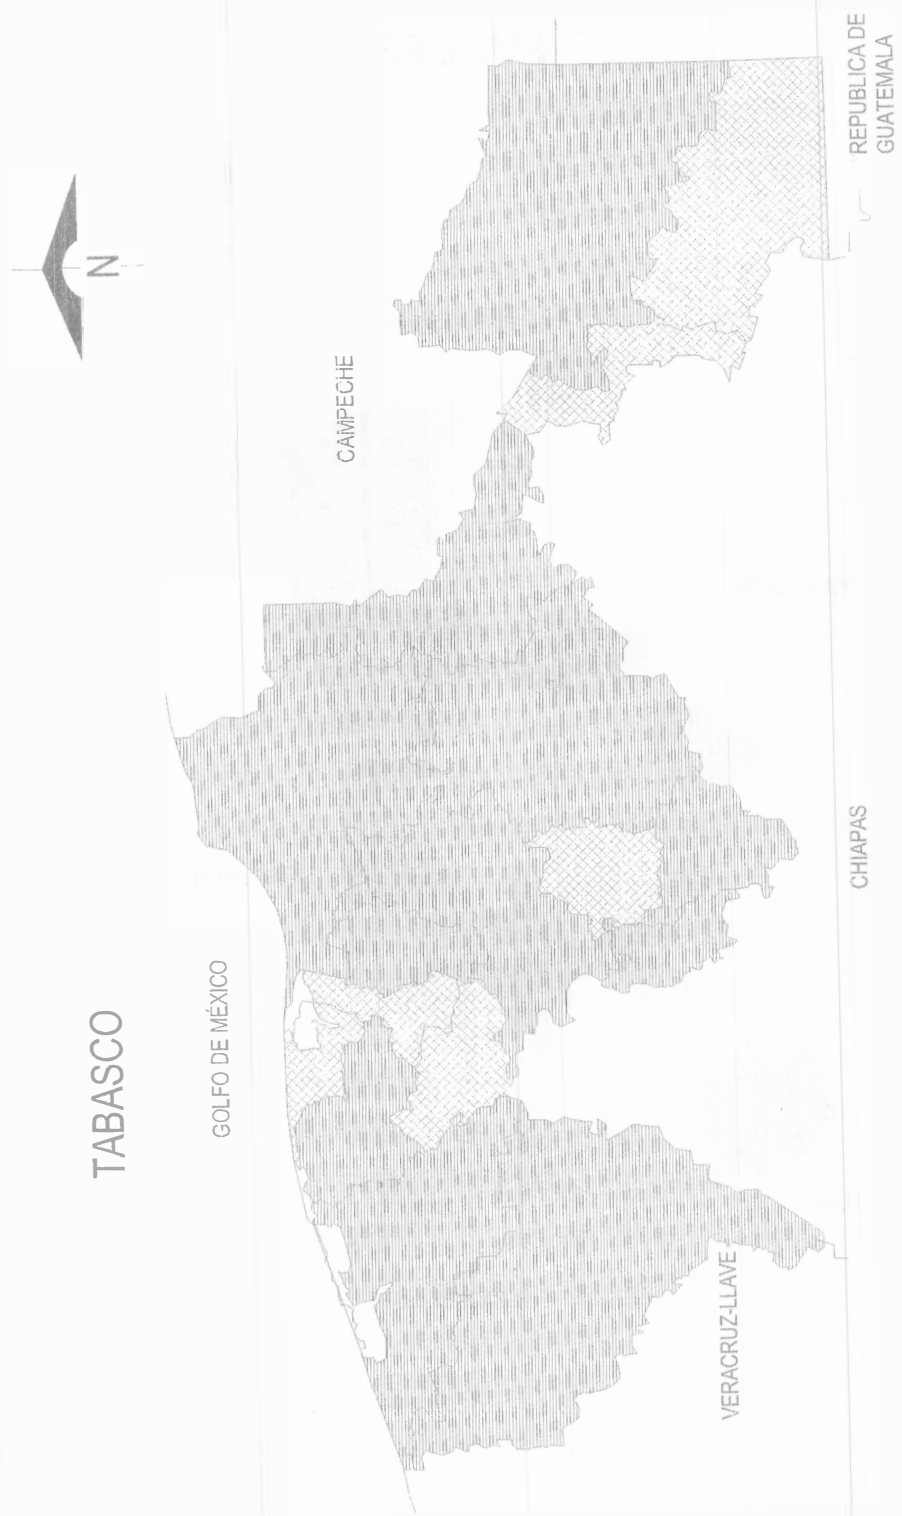 TABASCO
N
GOLFO DE MÉXICO
CAMPECHE
VERACRUZ-LLAVE
CHIAPAS
REPUBLICA DE
GUATEMALA